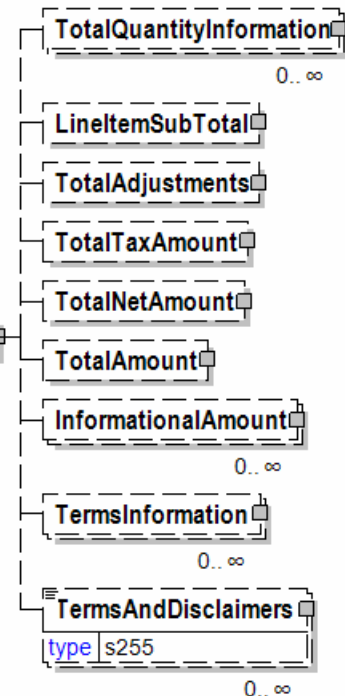 TotalQuantityInformation
0.. ∞
LineItemSubTotal
TotalAdjustments
TotalTaxAmount
TotalNetAmount
TotalAmount
InformationalAmount
0.. ∞
TermsInformation
0.. ∞
TermsAndDisclaimers
type s255
0.. ∞